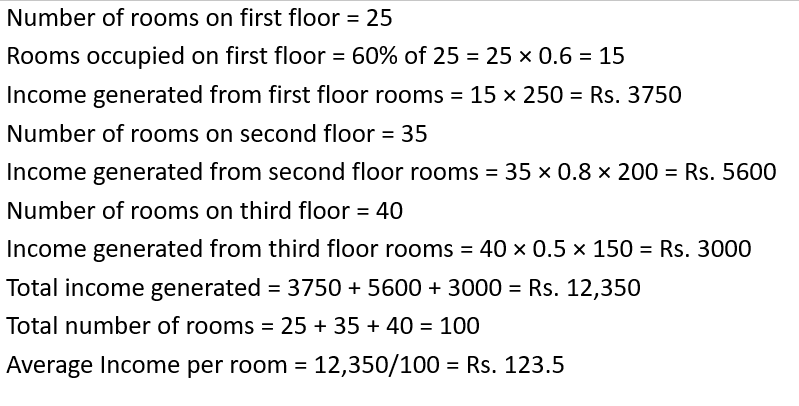 Number of rooms on first floor = 25
Rooms occupied on first floor = 60% of 25 = 25 × 0.6 = 15
Income generated from first floor rooms = 15 × 250 = Rs. 3750
Number of rooms on second floor = 35
Income generated from second floor rooms = 35 × 0.8 × 200 = Rs. 5600
Number of rooms on third floor = 40
Income generated from third floor rooms = 40 × 0.5 × 150 = Rs. 3000
Total income generated = 3750 + 5600 + 3000 = Rs. 12,350
Total number of rooms = 25 + 35 + 40 = 100
Average Income per room = 12,350/100 = Rs. 123.5